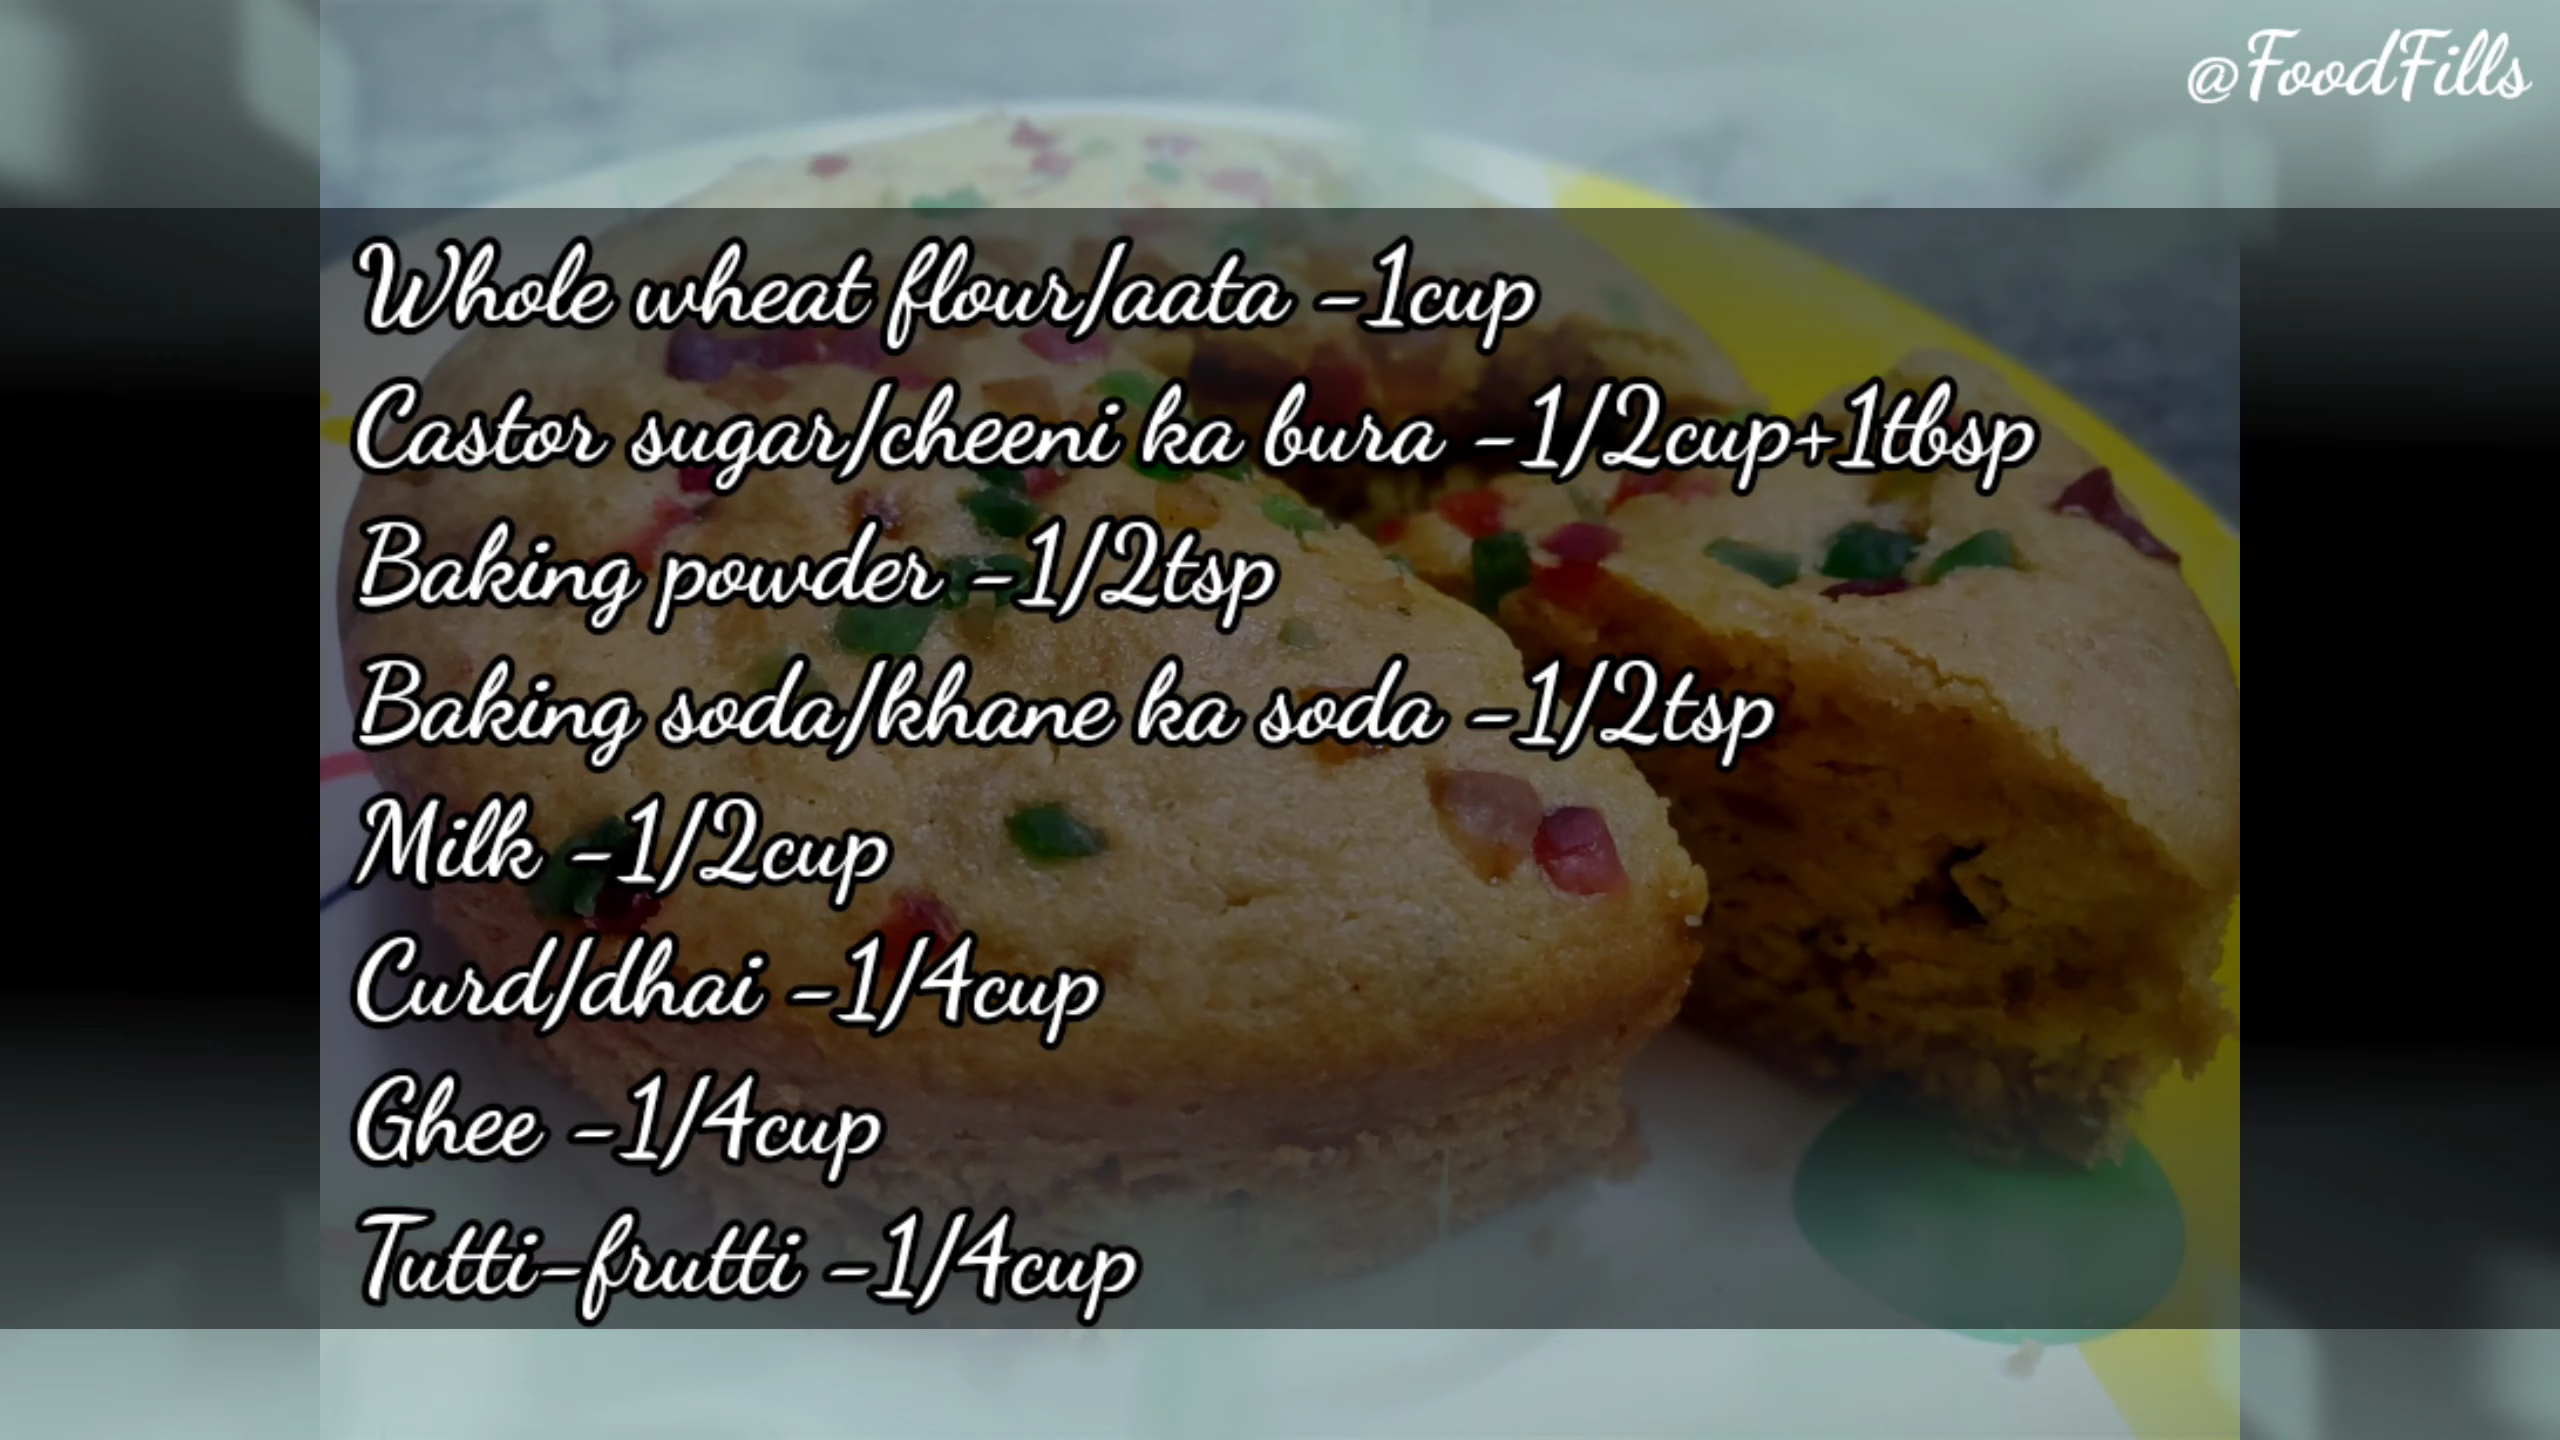 @FoodFills
Whole wheat flour/aata -1cup
Castor sugar/cheeni ka bura -1/2cup+1tbsp
Baking powder -1/2tsp
Baking soda/khane ka soda -1/2tsp
Milk -1/2cup
Curd/dhai -1/4cup
Ghee -1/4cup
Tutti-frutti -1/4cup